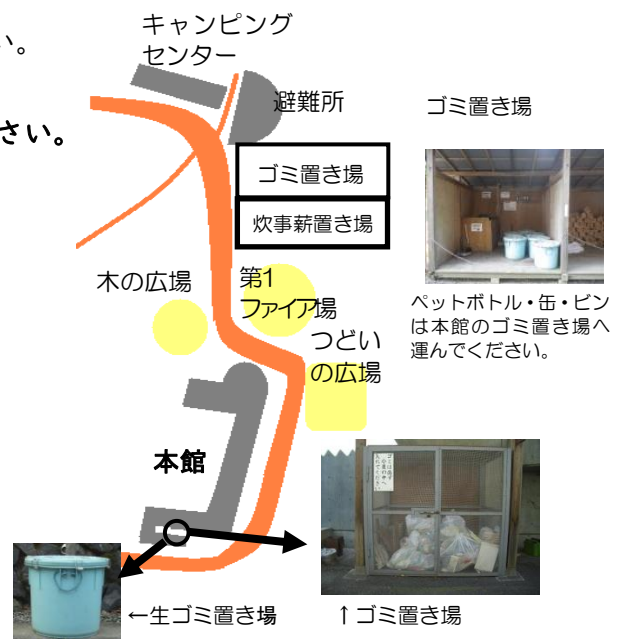 い。
さい。
キャンピング
センター
避難所
ゴミ置き場
ゴミ置き場
炊事薪置き場
木の広場
第1
ファイア場
つどい
の広場
ペットボトル・缶・ビン
は本館のゴミ置き場へ
運んでください。
本館
←生ゴミ置き場
↑ゴミ置き場